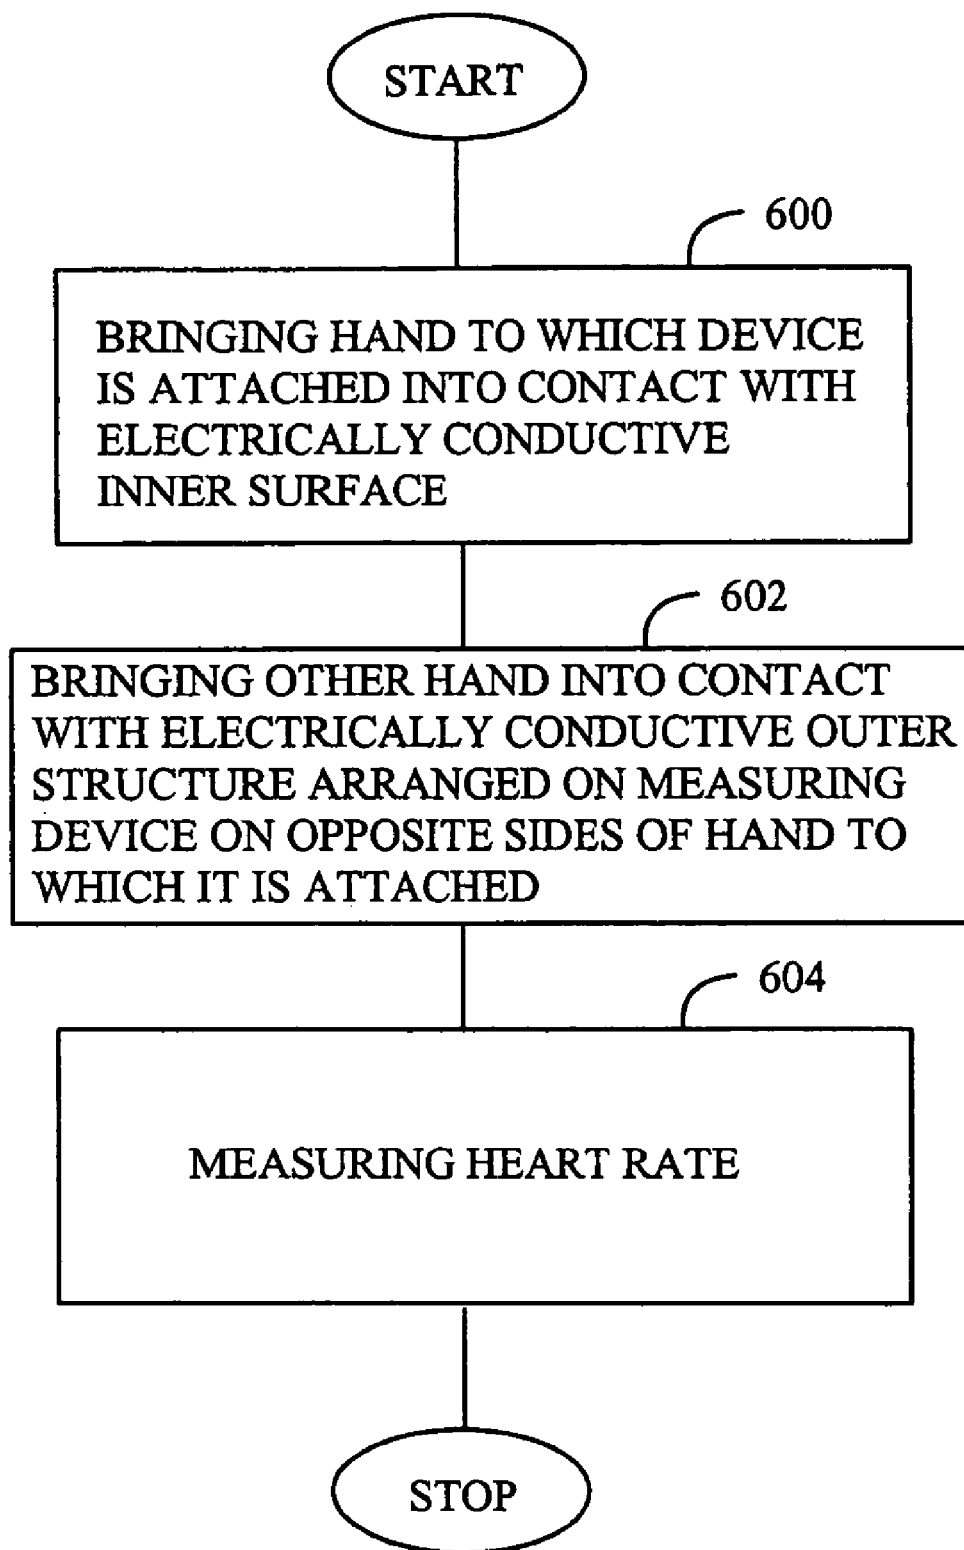 START
600
BRINGING HAND TO WHICH DEVICE
IS ATTACHED INTO CONTACT WITH
ELECTRICALLY CONDUCTIVE
INNER SURFACE
602
BRINGING OTHER HAND INTO CONTACT
WITH ELECTRICALLY CONDUCTIVE OUTER
STRUCTURE ARRANGED ON MEASURING
DEVICE ON OPPOSITE SIDES OF HAND TO
WHICH IT IS ATTACHED
604
MEASURING HEART RATE
STOP